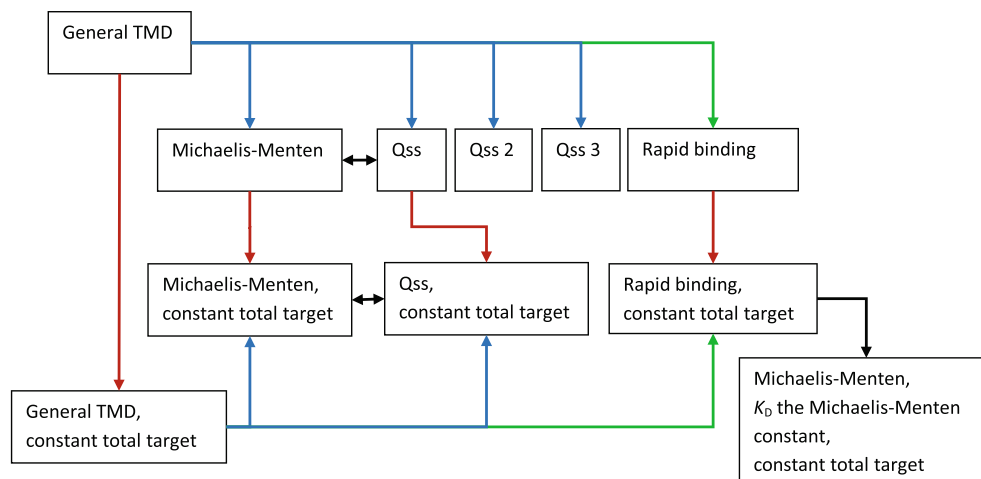 General TMD
Michaelis-Menten
Qss
Qss 2
Qss 3
Rapid binding
Michaelis-Menten,
constant total target
Qss,
constant total target
Rapid binding,
constant total target
General TMD,
constant total target
Michaelis-Menten,
K_D the Michaelis-Menten
constant,
constant total target